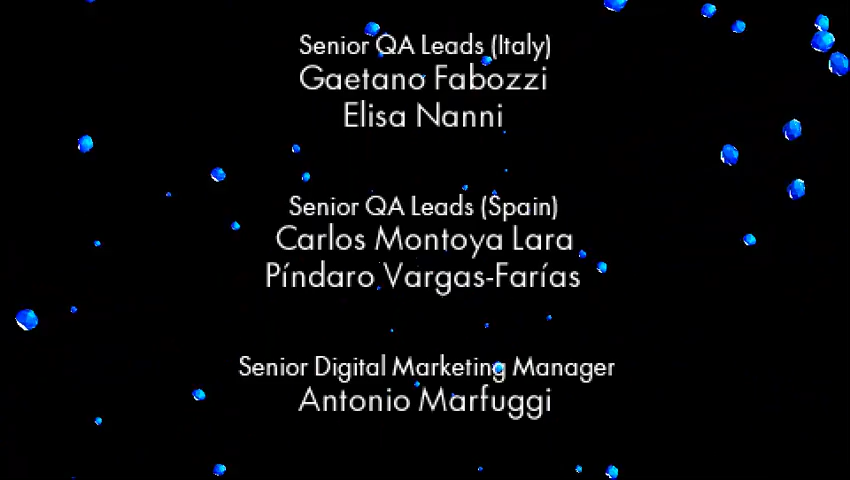 Senior QA Leads (Italy)
Gaetano Fabozzi
Elisa Nanni
Senior QA Leads (Spain)
Carlos Montoya Lara
Píndaro Vargas-Farías
Senior Digital Marketing Manager
Antonio Marfuggi